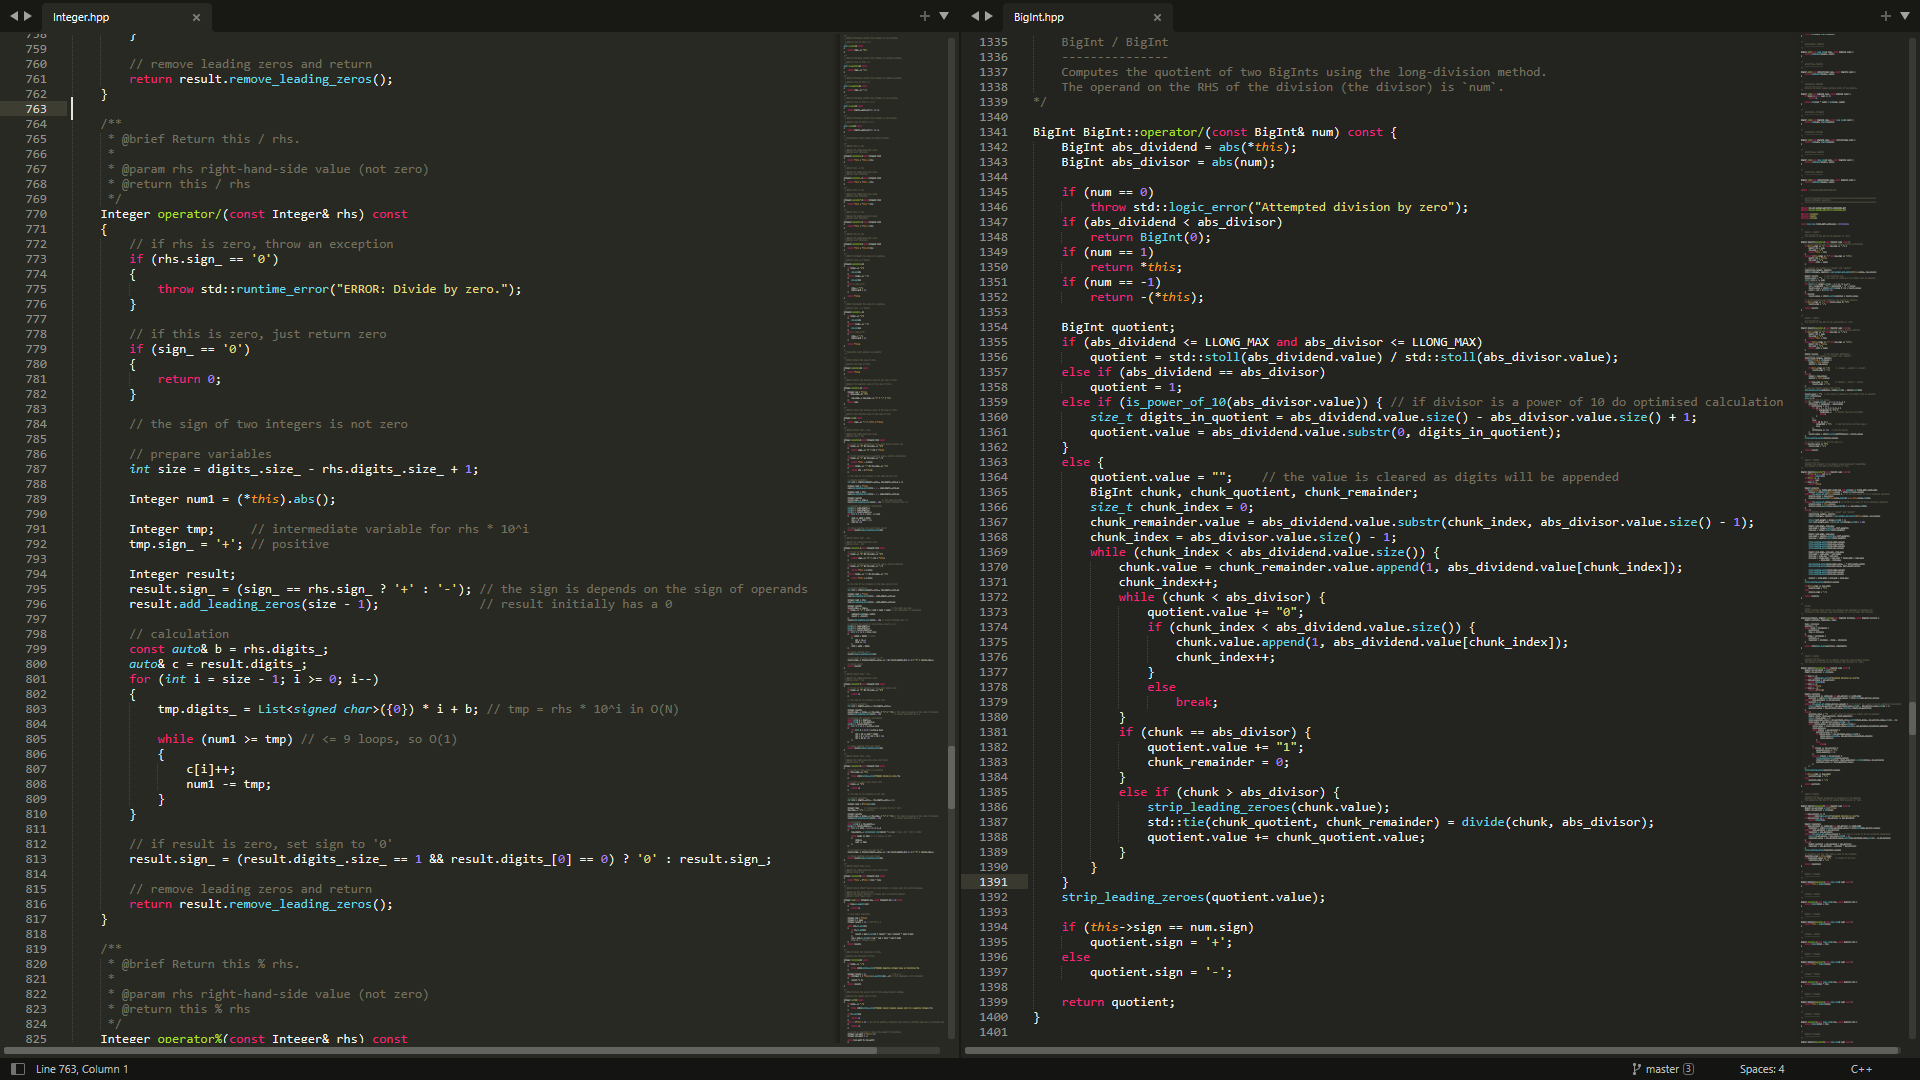 Integer.hpp
758 }
759
760 // remove leading zeros and return
761 return result.remove_leading_zeros();
762 }
763
764 /**
765 * @brief Return this / rhs.
766 *
767 * @param rhs right-hand-side value (not zero)
768 * @return this / rhs
769 */
770 Integer operator/(const Integer& rhs) const
771 {
772 // if rhs is zero, throw an exception
773 if (rhs.sign_ == '0')
774 {
775 throw std::runtime_error("ERROR: Divide by zero.");
776 }
777
778 // if this is zero, just return zero
779 if (sign_ == '0')
780 {
781 return 0;
782 }
783
784 // the sign of two integers is not zero
785
786 // prepare variables
787 int size = digits_.size_ - rhs.digits_.size_ + 1;
788
789 Integer num1 = (*this).abs();
790
791 Integer tmp; // intermediate variable for rhs * 10^i
792 tmp.sign_ = '+'; // positive
793
794 Integer result;
795 result.sign_ = (sign_ == rhs.sign_ ? '+' : '-'); // the sign is depends on the sign of operands
796 result.add_leading_zeros(size - 1); // result initially has a 0
797
798 // calculation
799 const auto& b = rhs.digits_;
800 auto& c = result.digits_;
801 for (int i = size - 1; i >= 0; i--)
802 {
803 tmp.digits_ = List<signed char>({0}) * i + b; // tmp = rhs * 10^i in O(N)
804
805 while (num1 >= tmp) // <= 9 loops, so O(1)
806 {
807 c[i]++;
808 num1 -= tmp;
809 }
810 }
811
812 // if result is zero, set sign to '0'
813 result.sign_ = (result.digits_.size_ == 1 && result.digits_[0] == 0) ? '0' : result.sign_;
814
815 // remove leading zeros and return
816 return result.remove_leading_zeros();
817 }
818
819 /**
820 * @brief Return this % rhs.
821 *
822 * @param rhs right-hand-side value (not zero)
823 * @return this % rhs
824 */
825 Integer operator%(const Integer& rhs) const
BigInt.hpp
1335 BigInt / BigInt
1336 ---------------
1337 Computes the quotient of two BigInts using the long-division method.
1338 The operand on the RHS of the division (the divisor) is `num`.
1339 */
1340
1341 BigInt BigInt::operator/(const BigInt& num) const {
1342 BigInt abs_dividend = abs(*this);
1343 BigInt abs_divisor = abs(num);
1344
1345 if (num == 0)
1346 throw std::logic_error("Attempted division by zero");
1347 if (abs_dividend < abs_divisor)
1348 return BigInt(0);
1349 if (num == 1)
1350 return *this;
1351 if (num == -1)
1352 return -(*this);
1353
1354 BigInt quotient;
1355 if (abs_dividend <= LLONG_MAX and abs_divisor <= LLONG_MAX)
1356 quotient = std::stoll(abs_dividend.value) / std::stoll(abs_divisor.value);
1357 else if (abs_dividend == abs_divisor)
1358 quotient = 1;
1359 else if (is_power_of_10(abs_divisor.value)) { // if divisor is a power of 10 do optimised calculation
1360 size_t digits_in_quotient = abs_dividend.value.size() - abs_divisor.value.size() + 1;
1361 quotient.value = abs_dividend.value.substr(0, digits_in_quotient);
1362 }
1363 else {
1364 quotient.value = ""; // the value is cleared as digits will be appended
1365 BigInt chunk, chunk_quotient, chunk_remainder;
1366 size_t chunk_index = 0;
1367 chunk_remainder.value = abs_dividend.value.substr(chunk_index, abs_divisor.value.size() - 1);
1368 chunk_index = abs_divisor.value.size() - 1;
1369 while (chunk_index < abs_dividend.value.size()) {
1370 chunk.value = chunk_remainder.value.append(1, abs_dividend.value[chunk_index]);
1371 chunk_index++;
1372 while (chunk < abs_divisor) {
1373 quotient.value += "0";
1374 if (chunk_index < abs_dividend.value.size()) {
1375 chunk.value.append(1, abs_dividend.value[chunk_index]);
1376 chunk_index++;
1377 }
1378 else
1379 break;
1380 }
1381 if (chunk == abs_divisor) {
1382 quotient.value += "1";
1383 chunk_remainder = 0;
1384 }
1385 else if (chunk > abs_divisor) {
1386 strip_leading_zeroes(chunk.value);
1387 std::tie(chunk_quotient, chunk_remainder) = divide(chunk, abs_divisor);
1388 quotient.value += chunk_quotient.value;
1389 }
1390 }
1391 }
1392 strip_leading_zeroes(quotient.value);
1393
1394 if (this->sign == num.sign)
1395 quotient.sign = '+';
1396 else
1397 quotient.sign = '-';
1398
1399 return quotient;
1400 }
1401
Line 763, Column 1
master 3
Spaces: 4
C++